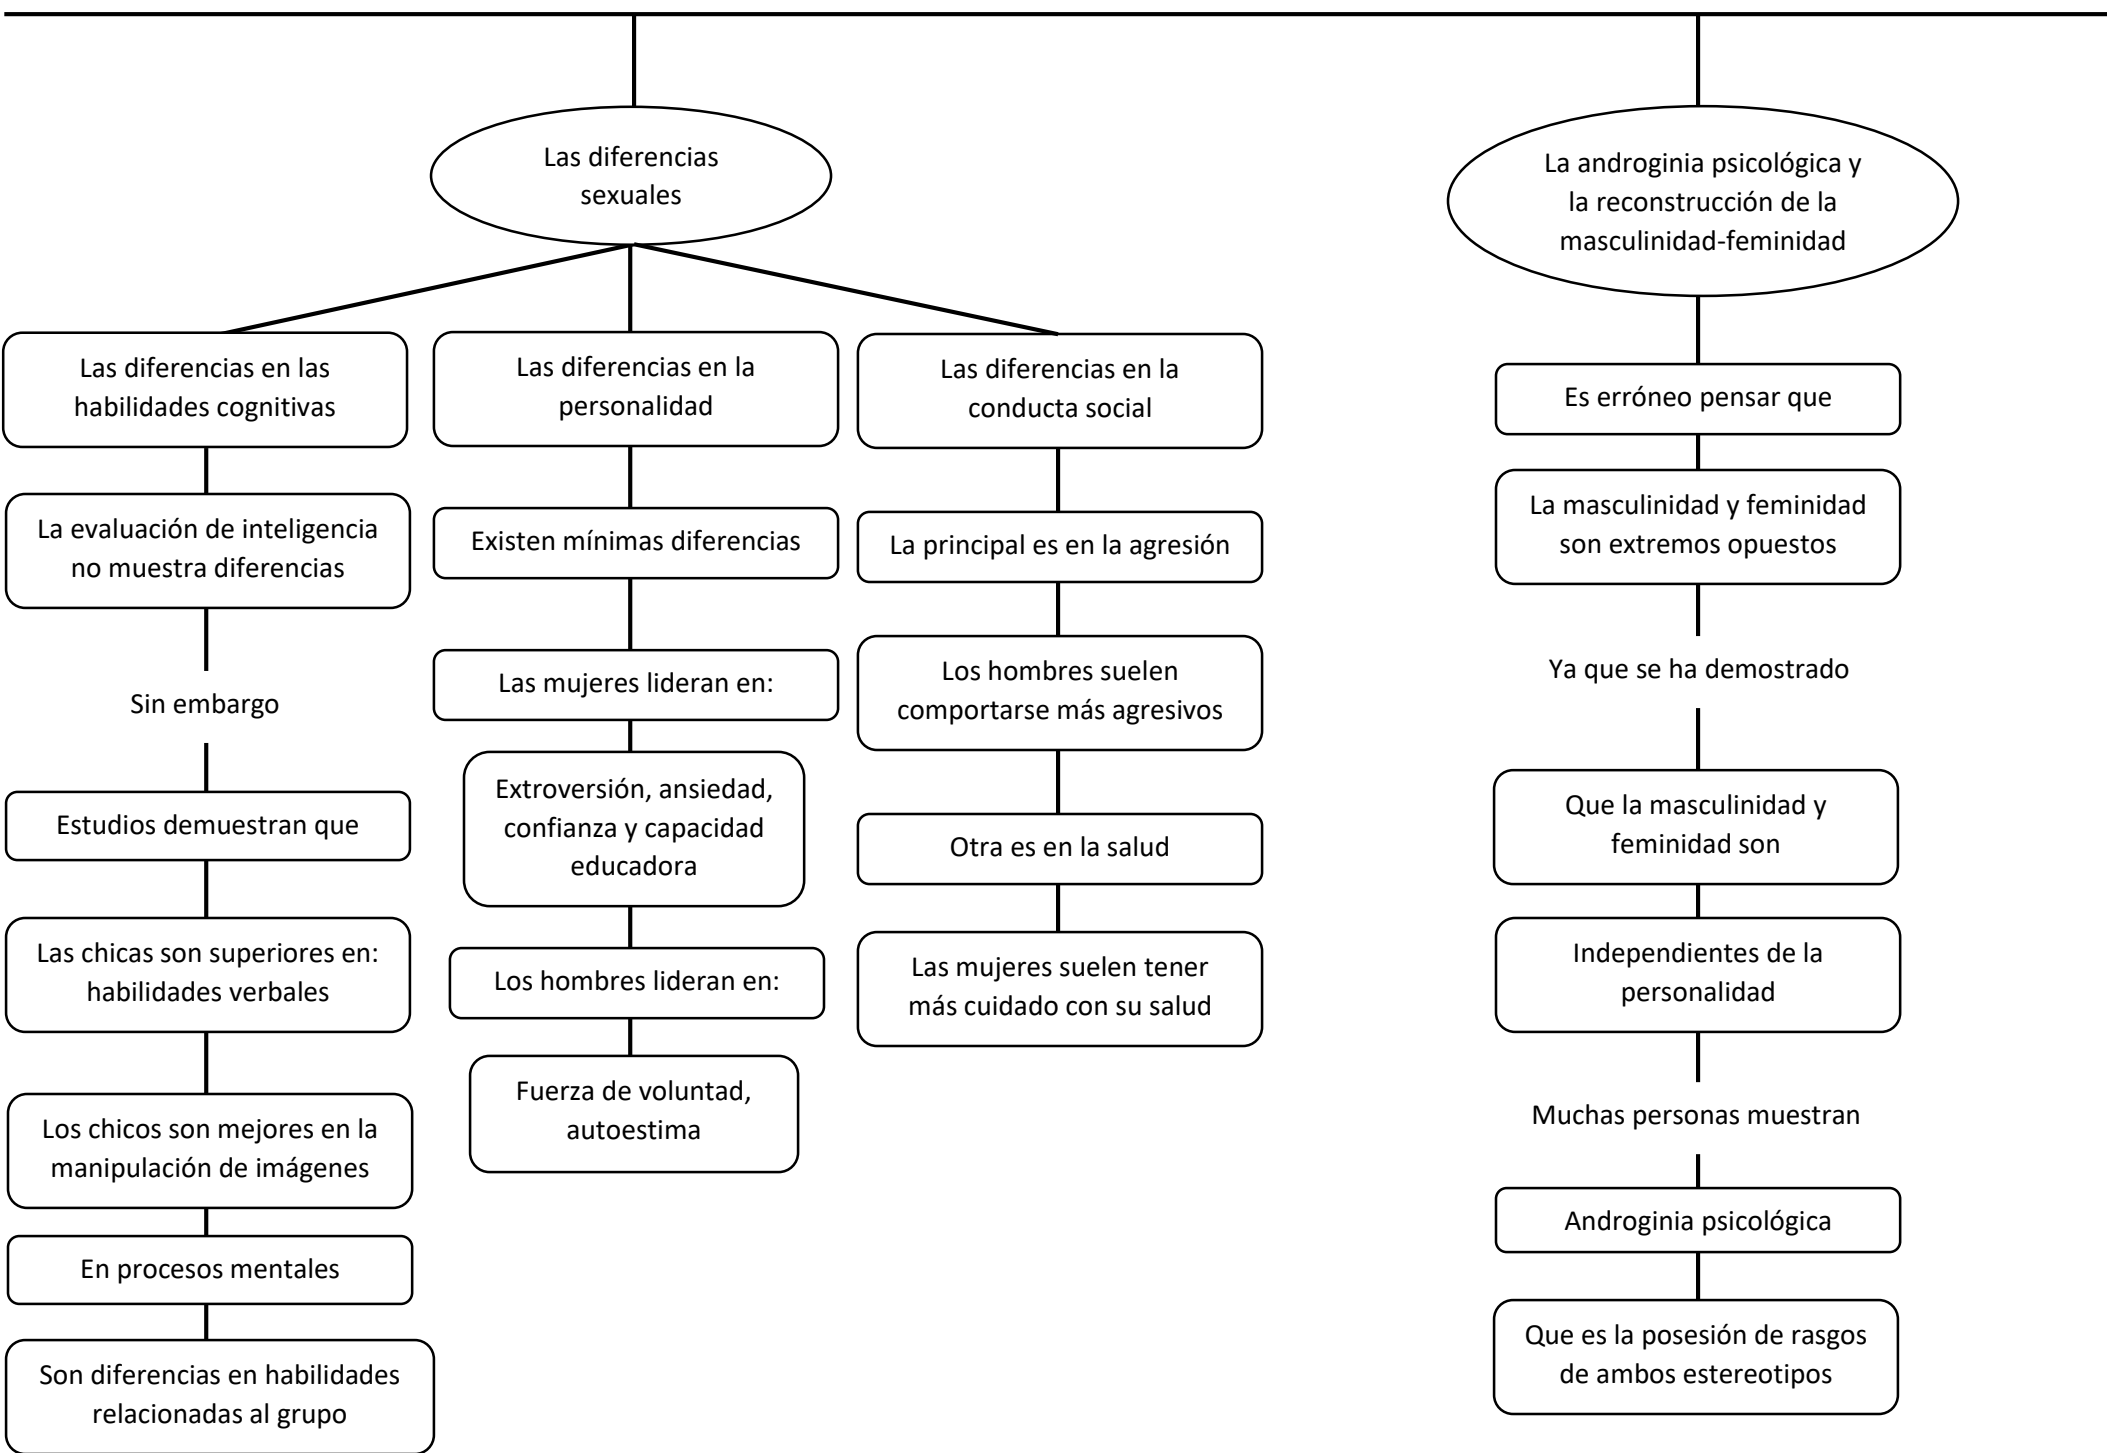 Las diferencias
sexuales
Las diferencias en las
habilidades cognitivas
La evaluación de inteligencia
no muestra diferencias
Sin embargo
Estudios demuestran que
Las chicas son superiores en:
habilidades verbales
Los chicos son mejores en la
manipulación de imágenes
En procesos mentales
Son diferencias en habilidades
relacionadas al grupo
Las diferencias en la
personalidad
Existen mínimas diferencias
Las mujeres lideran en:
Extroversión, ansiedad,
confianza y capacidad
educadora
Los hombres lideran en:
Fuerza de voluntad,
autoestima
Las diferencias en la
conducta social
La principal es en la agresión
Los hombres suelen
comportarse más agresivos
Otra es en la salud
Las mujeres suelen tener
más cuidado con su salud
La androginia psicológica y
la reconstrucción de la
masculinidad-feminidad
Es erróneo pensar que
La masculinidad y feminidad
son extremos opuestos
Ya que se ha demostrado
Que la masculinidad y
feminidad son
Independientes de la
personalidad
Muchas personas muestran
Androginia psicológica
Que es la posesión de rasgos
de ambos estereotipos